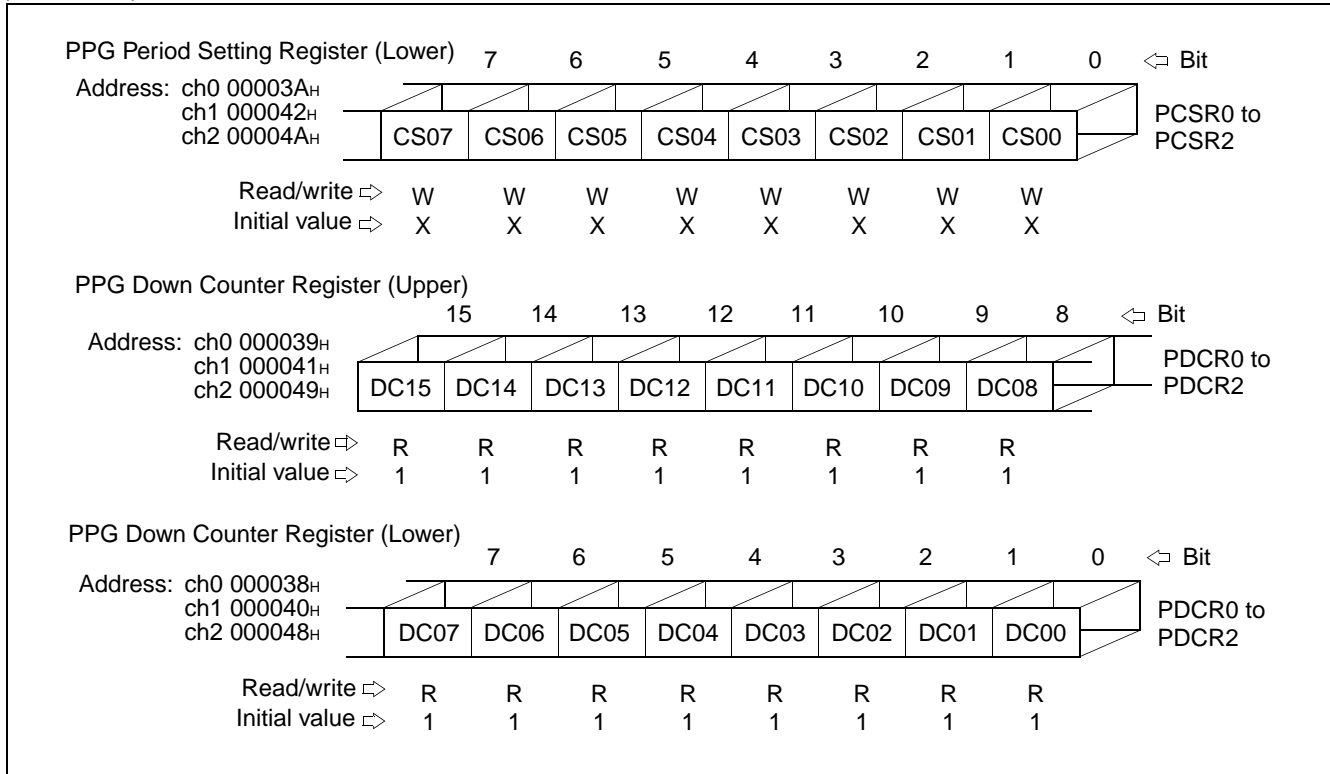 PPG Period Setting Register (Lower)
7 6 5 4 3 2 1 0 ⇦ Bit
Address: ch0 00003AH
ch1 000042H
ch2 00004AH
CS07 CS06 CS05 CS04 CS03 CS02 CS01 CS00
PCSR0 to
PCSR2
Read/write ⇨ W W W W W W W W
Initial value ⇨ X X X X X X X X
PPG Down Counter Register (Upper)
15 14 13 12 11 10 9 8 ⇦ Bit
Address: ch0 000039H
ch1 000041H
ch2 000049H
DC15 DC14 DC13 DC12 DC11 DC10 DC09 DC08
PDCR0 to
PDCR2
Read/write ⇨ R R R R R R R R
Initial value ⇨ 1 1 1 1 1 1 1 1
PPG Down Counter Register (Lower)
7 6 5 4 3 2 1 0 ⇦ Bit
Address: ch0 000038H
ch1 000040H
ch2 000048H
DC07 DC06 DC05 DC04 DC03 DC02 DC01 DC00
PDCR0 to
PDCR2
Read/write ⇨ R R R R R R R R
Initial value ⇨ 1 1 1 1 1 1 1 1